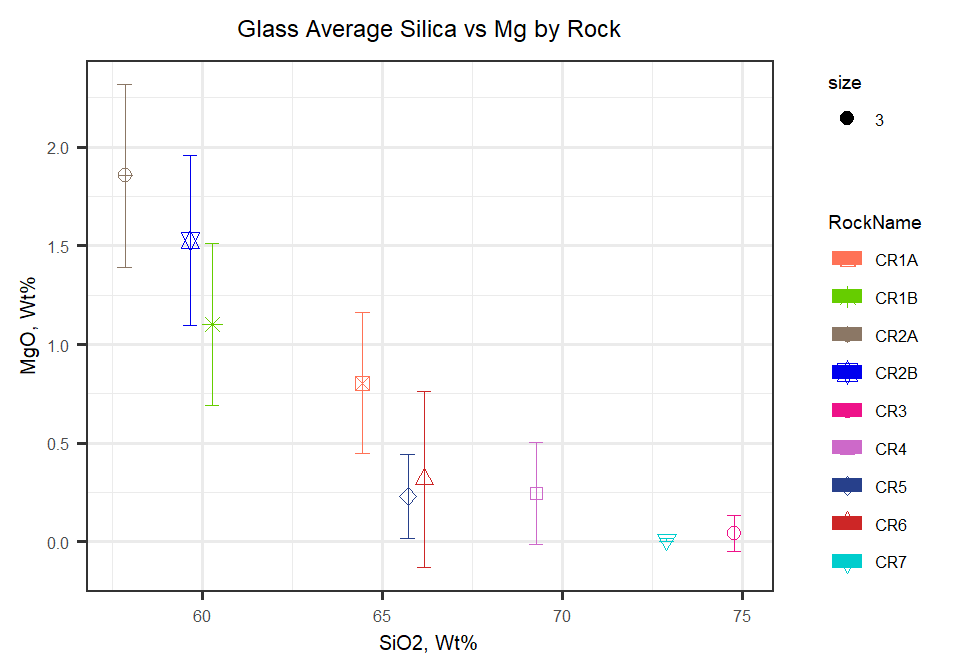 Glass Average Silica vs Mg by Rock
MgO, Wt%
2.0
1.5
1.0
0.5
0.0
60
65
70
75
SiO2, Wt%
size
3
RockName
CR1A
CR1B
CR2A
CR2B
CR3
CR4
CR5
CR6
CR7